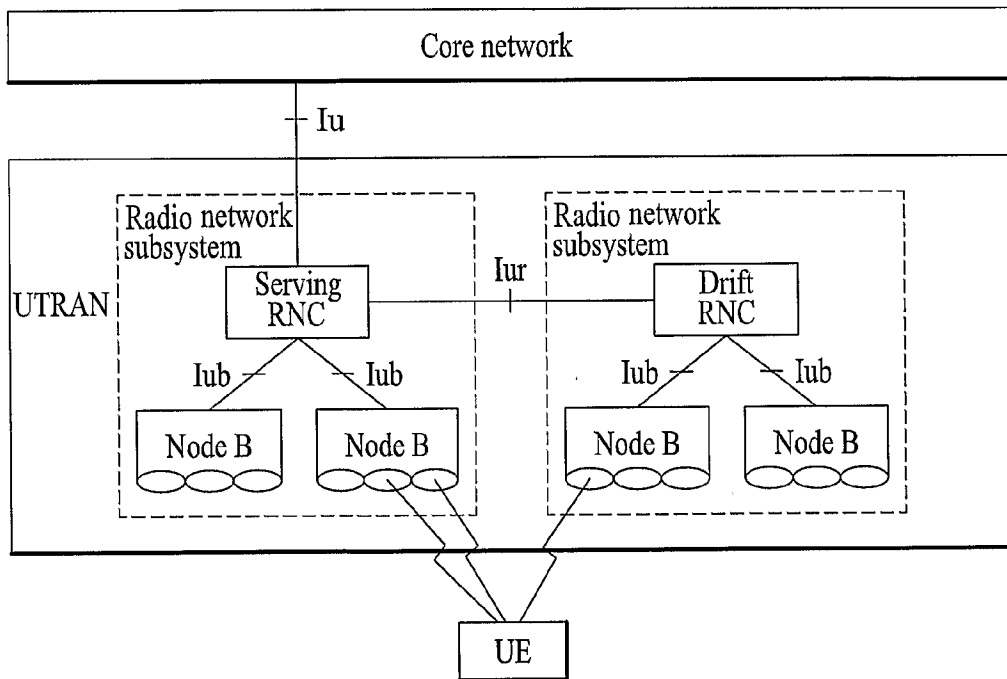 Core network
Iu
Radio network
subsystem
Radio network
subsystem
UTRAN
Serving
RNC
Iur
Drift
RNC
Iub
Iub
Iub
Iub
Node B
Node B
Node B
Node B
UE